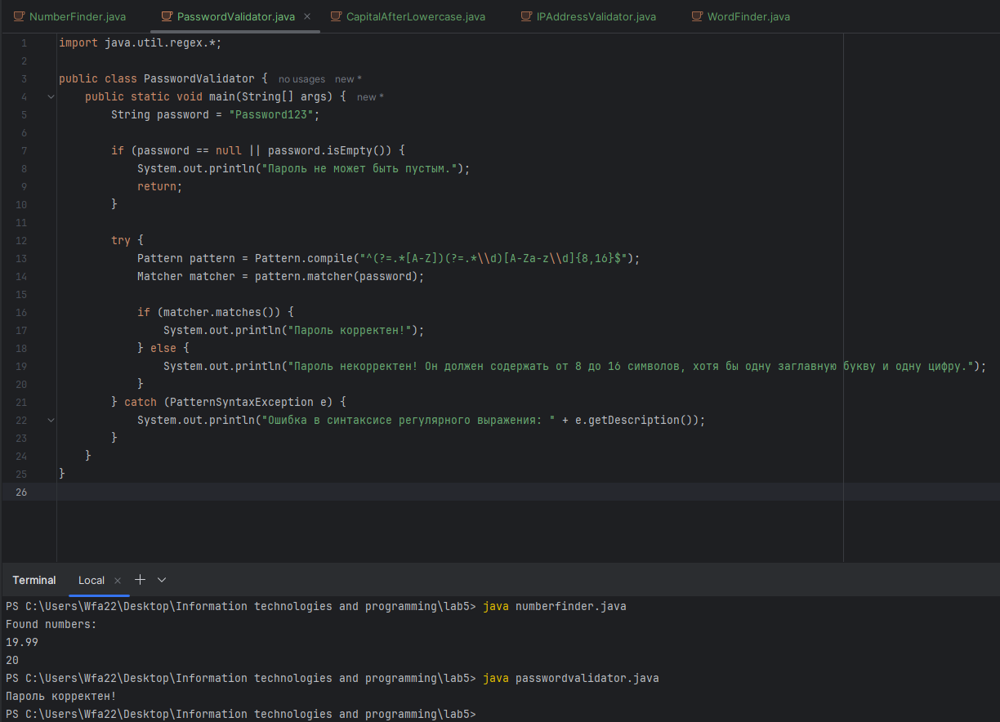 NumberFinder.java PasswordValidator.java × CapitalAfterLowercase.java IPAddressValidator.java WordFinder.java
1 import java.util.regex.*;
2
3 public class PasswordValidator { no usages new *
4 public static void main(String[] args) { new *
5 String password = "Password123";
6
7 if (password == null || password.isEmpty()) {
8 System.out.println("Пароль не может быть пустым.");
9 return;
10 }
11
12 try {
13 Pattern pattern = Pattern.compile("^(?=.*[A-Z])(?=.*\\d)[A-Za-z\\d]{8,16}$");
14 Matcher matcher = pattern.matcher(password);
15
16 if (matcher.matches()) {
17 System.out.println("Пароль корректен!");
18 } else {
19 System.out.println("Пароль некорректен! Он должен содержать от 8 до 16 символов, хотя бы одну заглавную букву и одну цифру.");
20 }
21 } catch (PatternSyntaxException e) {
22 System.out.println("Ошибка в синтаксисе регулярного выражения: " + e.getDescription());
23 }
24 }
25 }
26
Terminal Local × +
PS C:\Users\Wfa22\Desktop\Information technologies and programming\lab5> java numberfinder.java
Found numbers:
19.99
20
PS C:\Users\Wfa22\Desktop\Information technologies and programming\lab5> java passwordvalidator.java
Пароль корректен!
PS C:\Users\Wfa22\Desktop\Information technologies and programming\lab5>